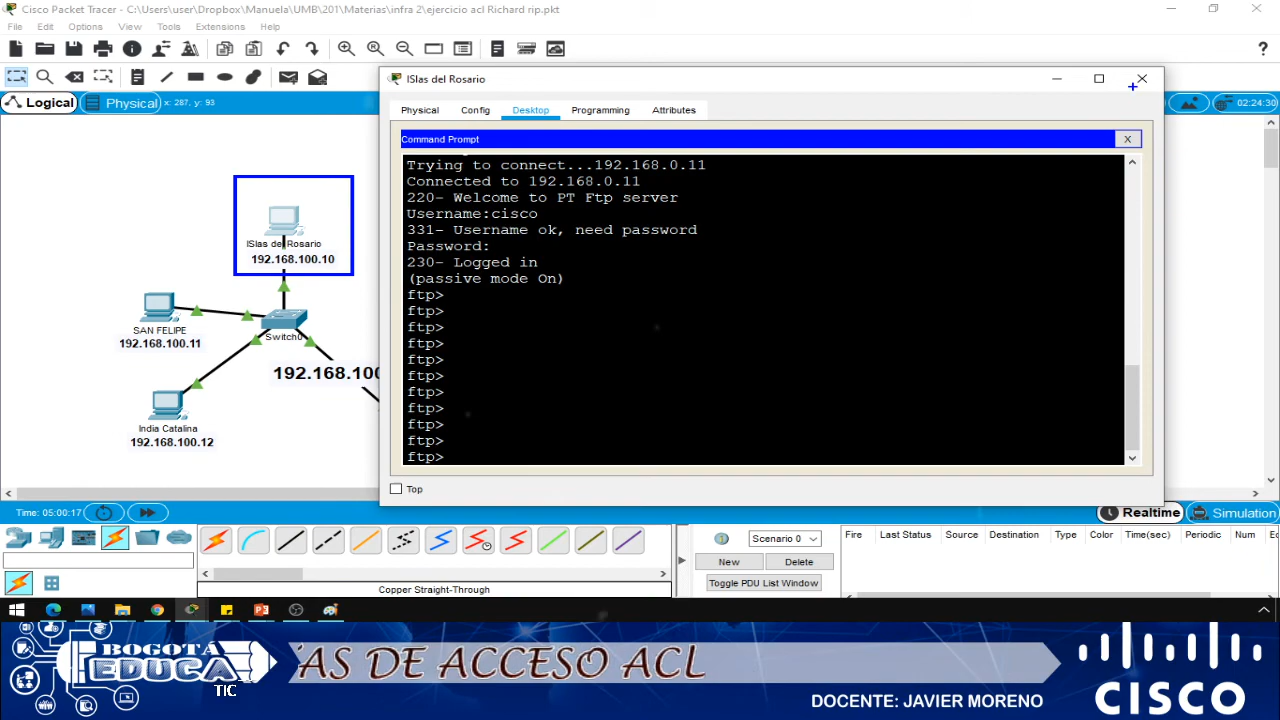 Cisco Packet Tracer - C:\Users\user\Dropbox\Manuela\UMB\201\Materias\infra 2\ejercicio acl Richard rip.pkt
File Edit Options View Tools Extensions Help
Logical Physical x: 287, y: 93
02:24:30
ISlas del Rosario
Physical Config Desktop Programming Attributes
Command Prompt X
Trying to connect...192.168.0.11
Connected to 192.168.0.11
220- Welcome to PT Ftp server
Username:cisco
331- Username ok, need password
Password:
230- Logged in
(passive mode On)
ftp>
ftp>
ftp>
ftp>
ftp>
ftp>
ftp>
ftp>
ftp>
ftp>
ftp>
Top
ISlas del Rosario
192.168.100.10
SAN FELIPE
192.168.100.11
Switch0
192.168.100
India Catalina
192.168.100.12
Time: 05:00:17
Realtime Simulation
Scenario 0
New Delete
Toggle PDU List Window
Fire Last Status Source Destination Type Color Time(sec) Periodic Num Ed
Copper Straight-Through
BOGOTA
EDUCA
TIC
'AS DE ACCESO ACL
DOCENTE: JAVIER MORENO
CISCO